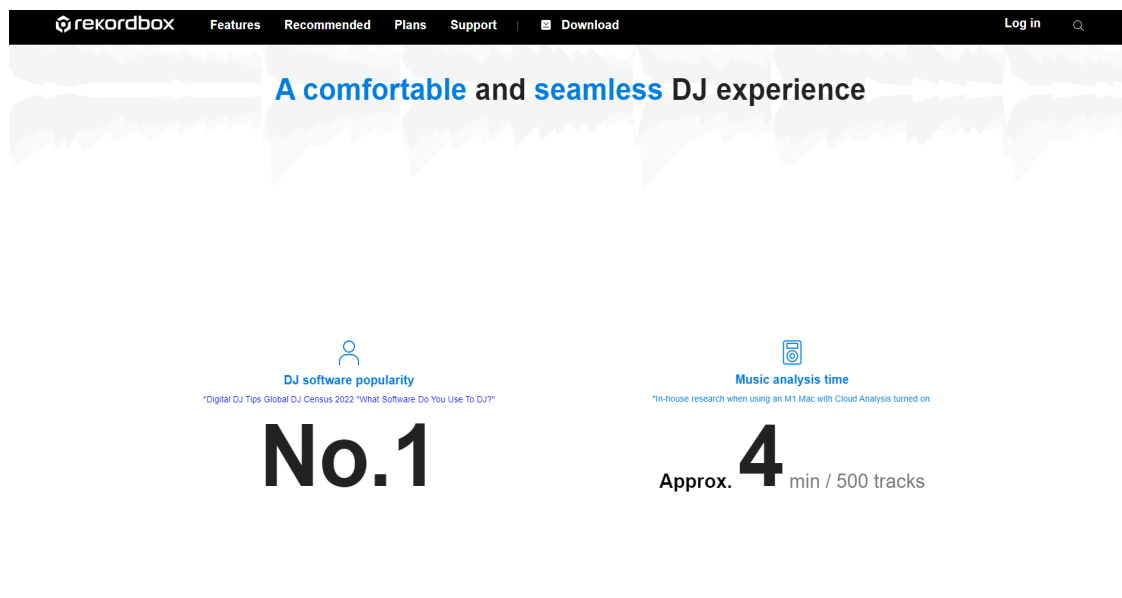 rekordbox Features Recommended Plans Support | Download Log in
A comfortable and seamless DJ experience
DJ software popularity
*Digital DJ Tips Global DJ Census 2022 "What Software Do You Use To DJ?"
No.1
Music analysis time
*In-house research when using an M1 Mac with Cloud Analysis turned on.
Approx. 4 min / 500 tracks